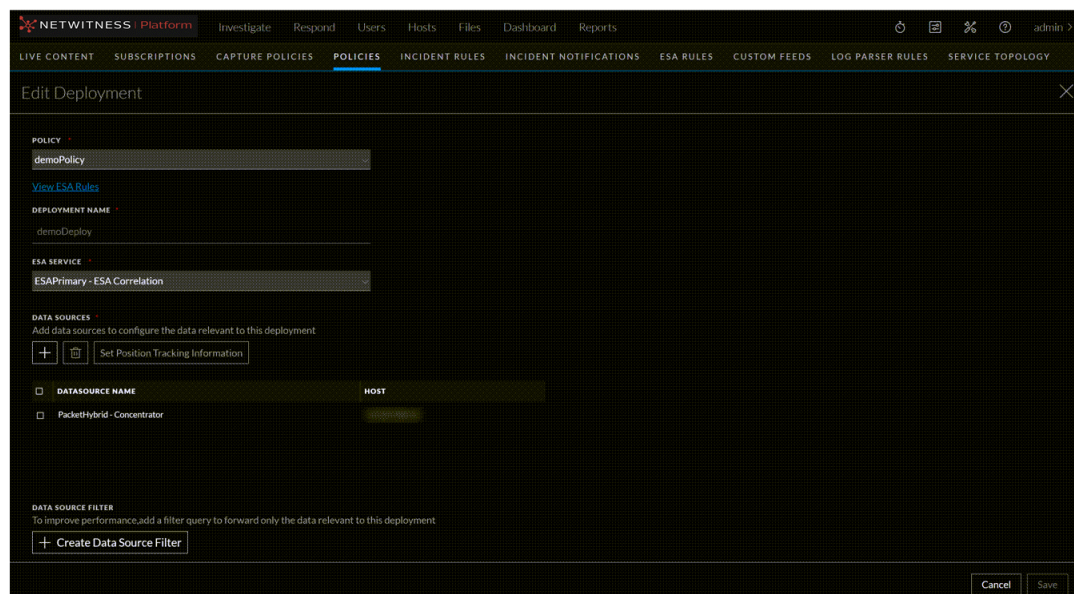 NETWITNESS Platform Investigate Respond Users Hosts Files Dashboard Reports admin
LIVE CONTENT SUBSCRIPTIONS CAPTURE POLICIES POLICIES INCIDENT RULES INCIDENT NOTIFICATIONS ESA RULES CUSTOM FEEDS LOG PARSER RULES SERVICE TOPOLOGY
Edit Deployment
POLICY *
demoPolicy
View ESA Rules
DEPLOYMENT NAME *
demoDeploy
ESA SERVICE *
ESAPrimary - ESA Correlation
DATA SOURCES *
Add data sources to configure the data relevant to this deployment
Set Position Tracking Information
DATASOURCE NAME HOST
PacketHybrid - Concentrator
DATA SOURCE FILTER
To improve performance,add a filter query to forward only the data relevant to this deployment
+ Create Data Source Filter
Cancel Save